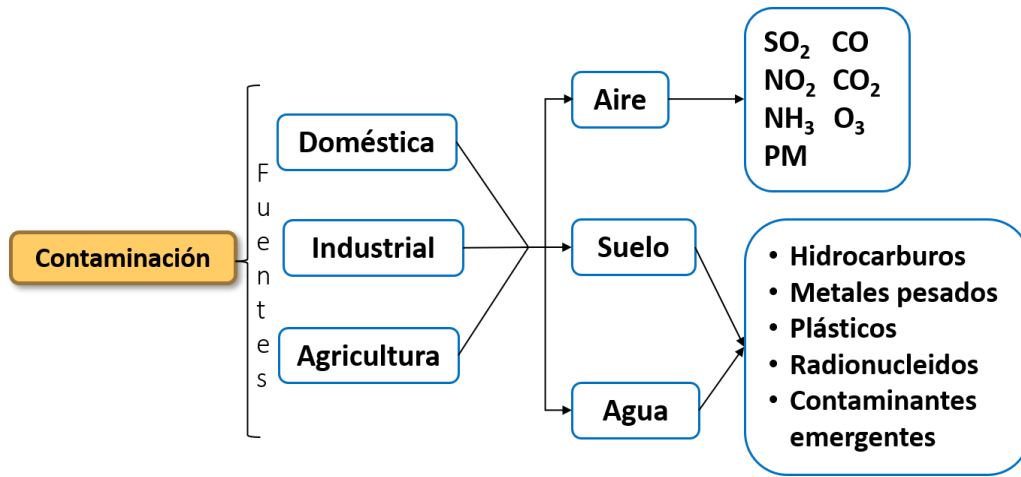 Contaminación
Fuentes
Doméstica
Industrial
Agricultura
Aire
Suelo
Agua
SO₂ CO
NO₂ CO₂
NH₃ O₃
PM
• Hidrocarburos
• Metales pesados
• Plásticos
• Radionucleidos
• Contaminantes
emergentes